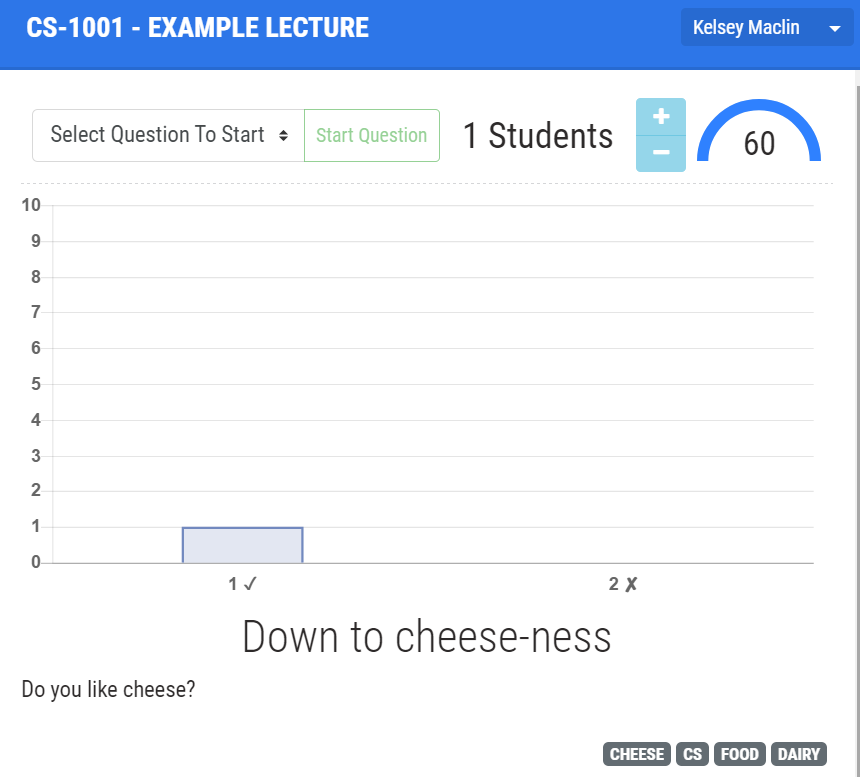 CS-1001 - EXAMPLE LECTURE
Kelsey Maclin
Select Question To Start
Start Question
1 Students
+
−
60
10
9
8
7
6
5
4
3
2
1
0
1 ✓
2 ✗
Down to cheese-ness
Do you like cheese?
CHEESE CS FOOD DAIRY